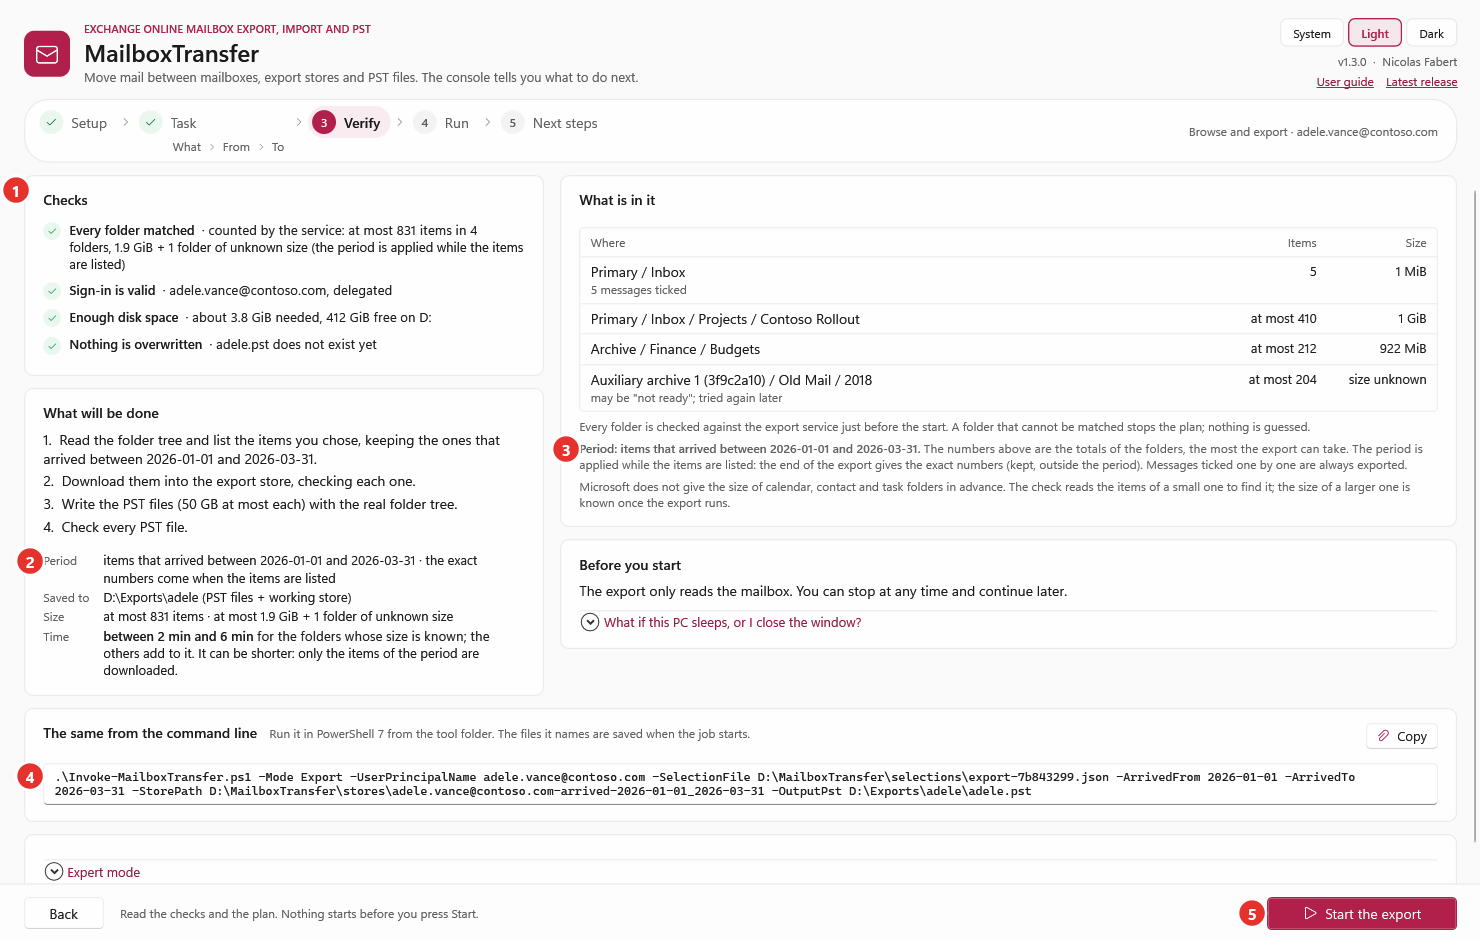 EXCHANGE ONLINE MAILBOX EXPORT, IMPORT AND PST
MailboxTransfer
Move mail between mailboxes, export stores and PST files. The console tells you what to do next.
System
Light
Dark
v1.3.0 · Nicolas Fabert
User guide
Latest release
Setup
Task
3 Verify
4 Run
5 Next steps
What
From
To
Browse and export · adele.vance@contoso.com
1
Checks
Every folder matched · counted by the service: at most 831 items in 4
folders, 1.9 GiB + 1 folder of unknown size (the period is applied while the items
are listed)
Sign-in is valid · adele.vance@contoso.com, delegated
Enough disk space · about 3.8 GiB needed, 412 GiB free on D:
Nothing is overwritten · adele.pst does not exist yet
What will be done
1. Read the folder tree and list the items you chose, keeping the ones that
arrived between 2026-01-01 and 2026-03-31.
2. Download them into the export store, checking each one.
3. Write the PST files (50 GB at most each) with the real folder tree.
4. Check every PST file.
2
Period items that arrived between 2026-01-01 and 2026-03-31 · the exact
numbers come when the items are listed
Saved to D:\Exports\adele (PST files + working store)
Size at most 831 items · at most 1.9 GiB + 1 folder of unknown size
Time between 2 min and 6 min for the folders whose size is known; the
others add to it. It can be shorter: only the items of the period are
downloaded.
What is in it
Where Items Size
Primary / Inbox 5 1 MiB
5 messages ticked
Primary / Inbox / Projects / Contoso Rollout at most 410 1 GiB
Archive / Finance / Budgets at most 212 922 MiB
Auxiliary archive 1 (3f9c2a10) / Old Mail / 2018 at most 204 size unknown
may be "not ready"; tried again later
Every folder is checked against the export service just before the start. A folder that cannot be matched stops the plan; nothing is guessed.
3
Period: items that arrived between 2026-01-01 and 2026-03-31. The numbers above are the totals of the folders, the most the export can take. The period is
applied while the items are listed: the end of the export gives the exact numbers (kept, outside the period). Messages ticked one by one are always exported.
Microsoft does not give the size of calendar, contact and task folders in advance. The check reads the items of a small one to find it; the size of a larger one is
known once the export runs.
Before you start
The export only reads the mailbox. You can stop at any time and continue later.
What if this PC sleeps, or I close the window?
The same from the command line Run it in PowerShell 7 from the tool folder. The files it names are saved when the job starts.
Copy
4
.\Invoke-MailboxTransfer.ps1 -Mode Export -UserPrincipalName adele.vance@contoso.com -SelectionFile D:\MailboxTransfer\selections\export-7b843299.json -ArrivedFrom 2026-01-01 -ArrivedTo
2026-03-31 -StorePath D:\MailboxTransfer\stores\adele.vance@contoso.com-arrived-2026-01-01_2026-03-31 -OutputPst D:\Exports\adele\adele.pst
Expert mode
Back
Read the checks and the plan. Nothing starts before you press Start.
5
Start the export